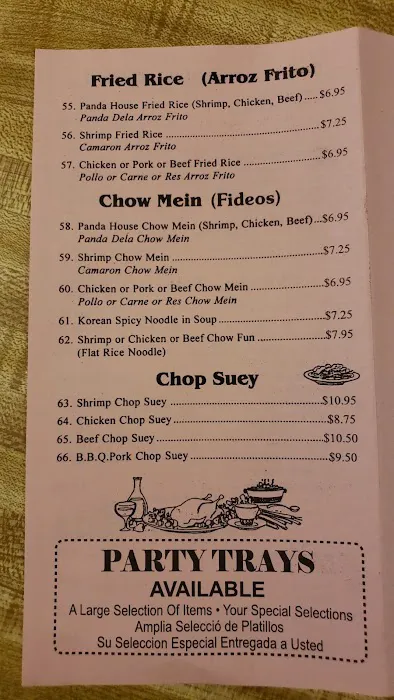 Fried Rice (Arroz Frito)
55. Panda House Fried Rice (Shrimp, Chicken, Beef) ..... $6.95
Panda Dela Arroz Frito
56. Shrimp Fried Rice ..... $7.25
Camaron Arroz Frito
57. Chicken or Pork or Beef Fried Rice ..... $6.95
Pollo or Carne or Res Arroz Frito
Chow Mein (Fideos)
58. Panda House Chow Mein (Shrimp, Chicken, Beef)...$6.95
Panda Dela Chow Mein
59. Shrimp Chow Mein ..... $7.25
Camaron Chow Mein
60. Chicken or Pork or Beef Chow Mein ..... $6.95
Pollo or Carne or Res Chow Mein
61. Korean Spicy Noodle in Soup ..... $7.25
62. Shrimp or Chicken or Beef Chow Fun ..... $7.95
(Flat Rice Noodle)
Chop Suey
63. Shrimp Chop Suey ..... $10.95
64. Chicken Chop Suey ..... $8.75
65. Beef Chop Suey ..... $10.50
66. B.B.Q.Pork Chop Suey ..... $9.50
PARTY TRAYS
AVAILABLE
A Large Selection Of Items • Your Special Selections
Amplia Selecció de Platillos
Su Seleccion Especial Entregada a Usted